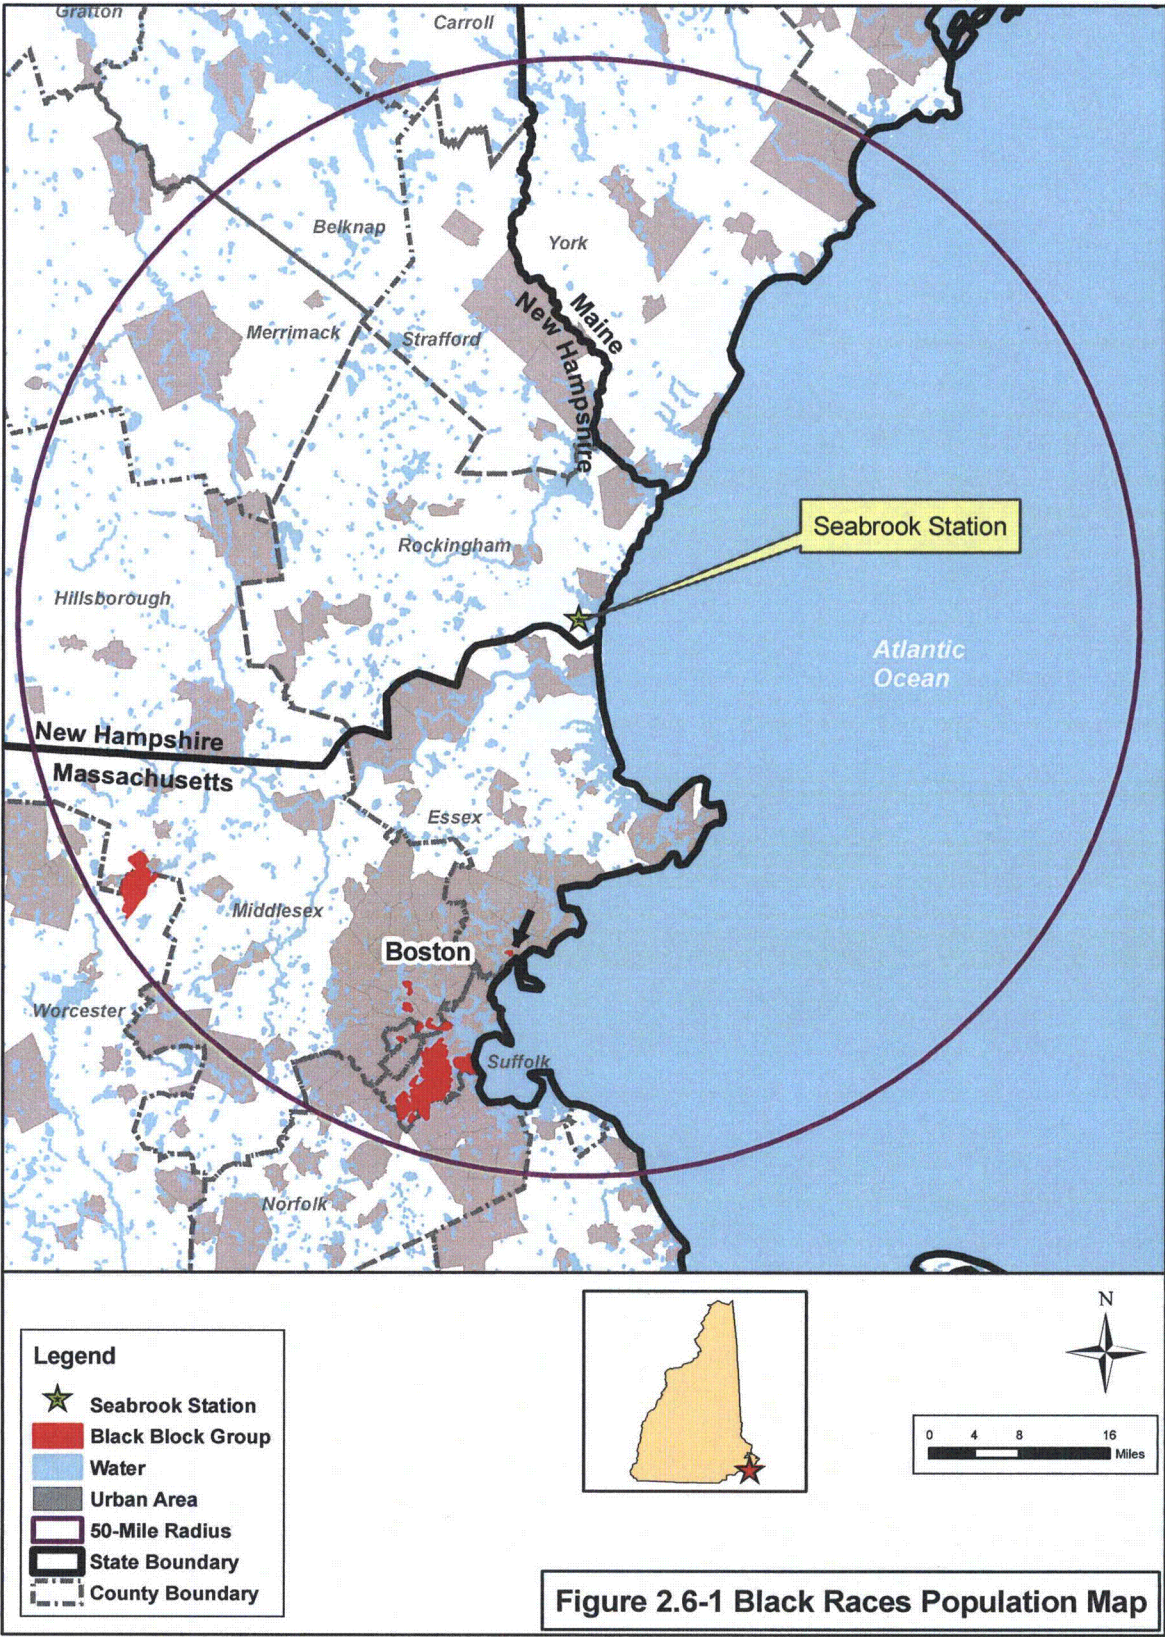 Grafton
Carroll
Belknap
York
Maine
New Hampshire
Merrimack
Strafford
Seabrook Station
Rockingham
Hillsborough
Atlantic
Ocean
New Hampshire
Massachusetts
Essex
Middlesex
Boston
Worcester
Suffolk
Norfolk
N
Legend
Seabrook Station
Black Block Group
Water
Urban Area
50-Mile Radius
State Boundary
County Boundary
0 4 8 16
Miles
Figure 2.6-1 Black Races Population Map